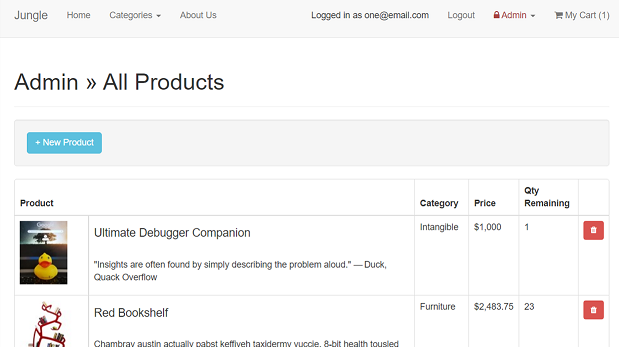 Jungle Home Categories About Us Logged in as one@email.com Logout Admin My Cart (1)
Admin » All Products
+ New Product
Product Category Price Qty Remaining
Ultimate Debugger Companion Intangible $1,000 1
"Insights are often found by simply describing the problem aloud." — Duck,
Quack Overflow
Red Bookshelf Furniture $2,483.75 23
Chambray austin actually pabst keffiyeh taxidermy yuccie. 8-bit health tousled